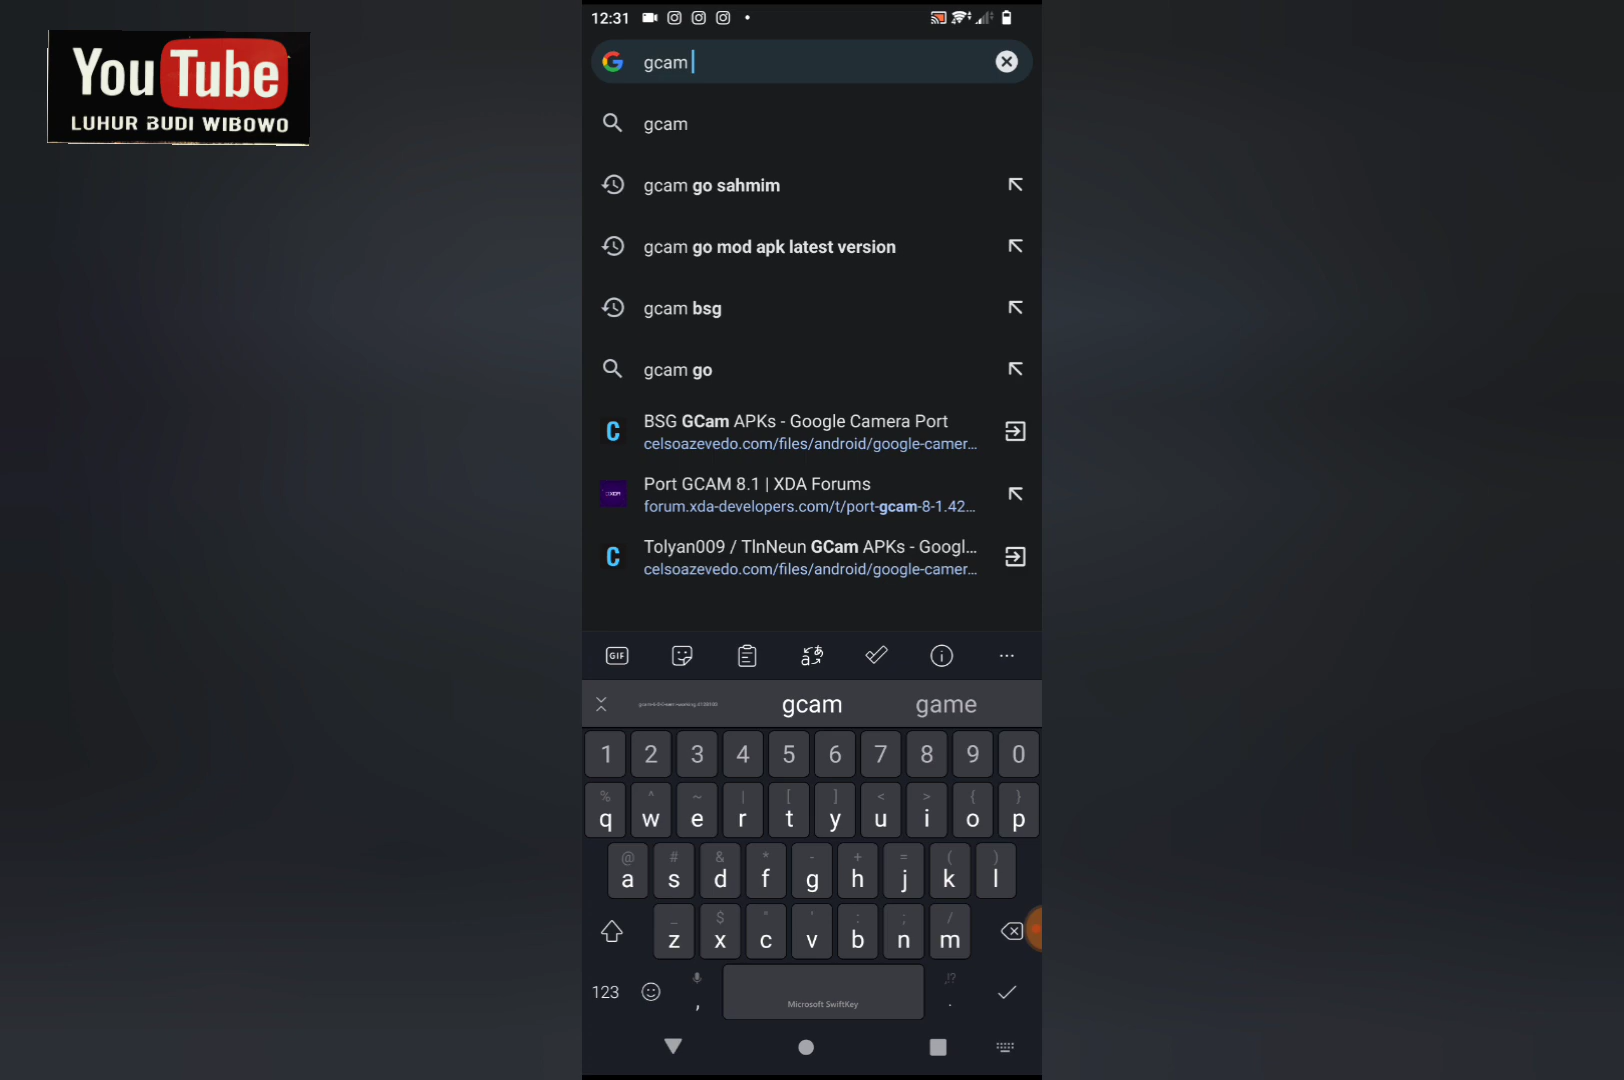 YouTube
LUHUR BUDI WIBOWO
12:31
gcam
gcam
gcam go sahmim
gcam go mod apk latest version
gcam bsg
gcam go
BSG GCam APKs - Google Camera Port
celsoazevedo.com/files/android/google-camer...
Port GCAM 8.1 | XDA Forums
forum.xda-developers.com/t/port-gcam-8-1.42...
Tolyan009 / TlnNeun GCam APKs - Googl...
celsoazevedo.com/files/android/google-camer...
GIF
gcam game
1 2 3 4 5 6 7 8 9 0
% ^ ~ | [ ] < > { }
q w e r t y u i o p
@ # & * - + = ( )
a s d f g h j k l
_ $ " ' : ; /
z x c v b n m
123 , Microsoft SwiftKey .